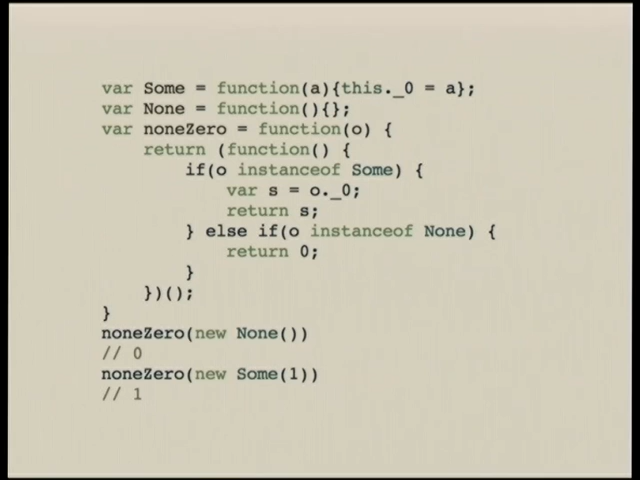 var Some = function(a){this._0 = a};
var None = function(){};
var noneZero = function(o) {
return (function() {
if(o instanceof Some) {
var s = o._0;
return s;
} else if(o instanceof None) {
return 0;
}
})();
}
noneZero(new None())
// 0
noneZero(new Some(1))
// 1